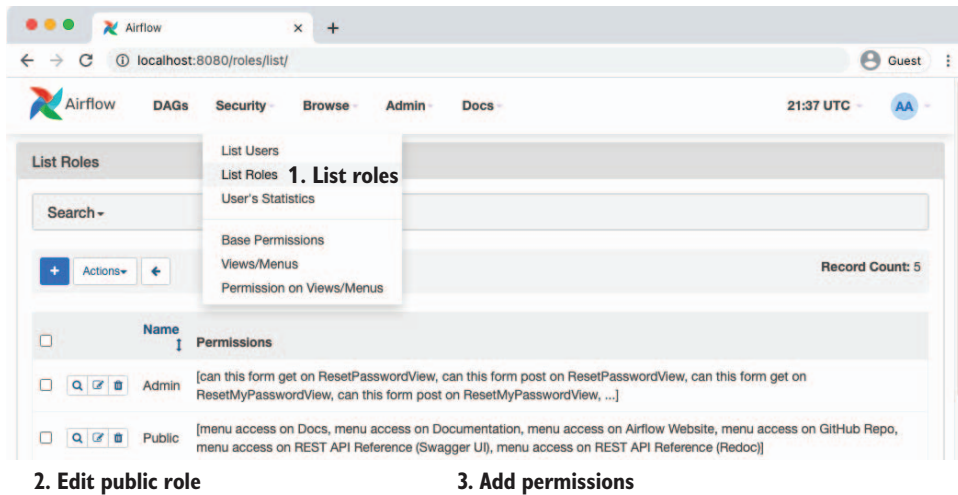 Airflow
localhost:8080/roles/list/
Guest
Airflow DAGs Security Browse Admin Docs 21:37 UTC AA
List Roles
List Users
List Roles 1. List roles
User's Statistics
Search
Base Permissions
Views/Menus
Permission on Views/Menus
+ Actions
Record Count: 5
Name Permissions
Admin [can this form get on ResetPasswordView, can this form post on ResetPasswordView, can this form get on
ResetMyPasswordView, can this form post on ResetMyPasswordView, ...]
Public [menu access on Docs, menu access on Documentation, menu access on Airflow Website, menu access on GitHub Repo,
menu access on REST API Reference (Swagger UI), menu access on REST API Reference (Redoc)]
2. Edit public role 3. Add permissions